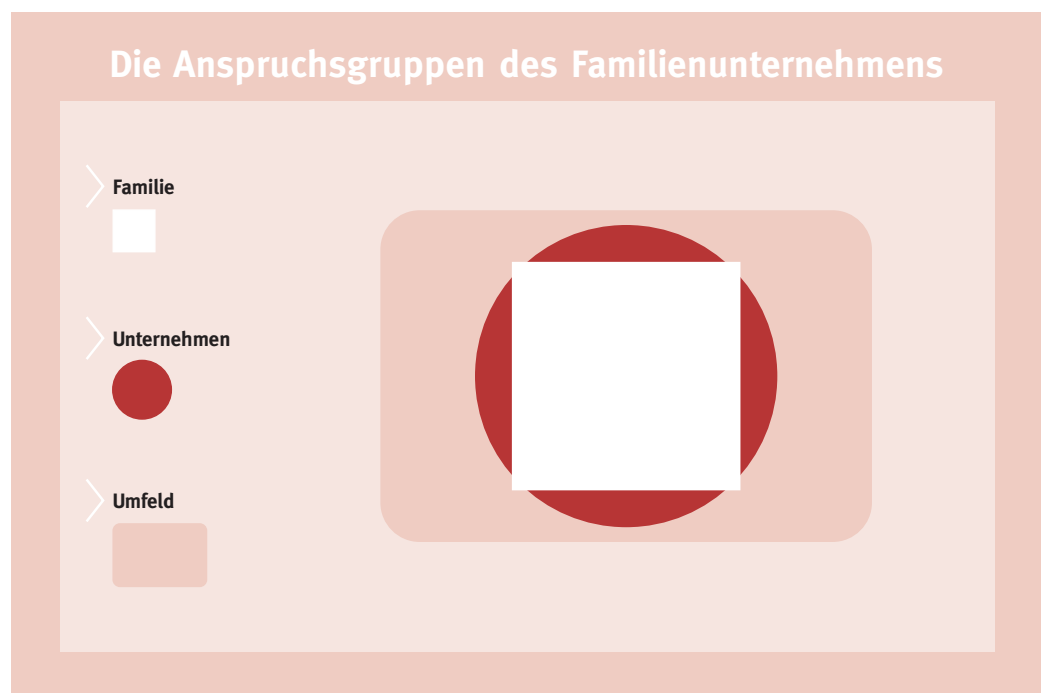 Die Anspruchsgruppen des Familienunternehmens
Familie
Unternehmen
Umfeld